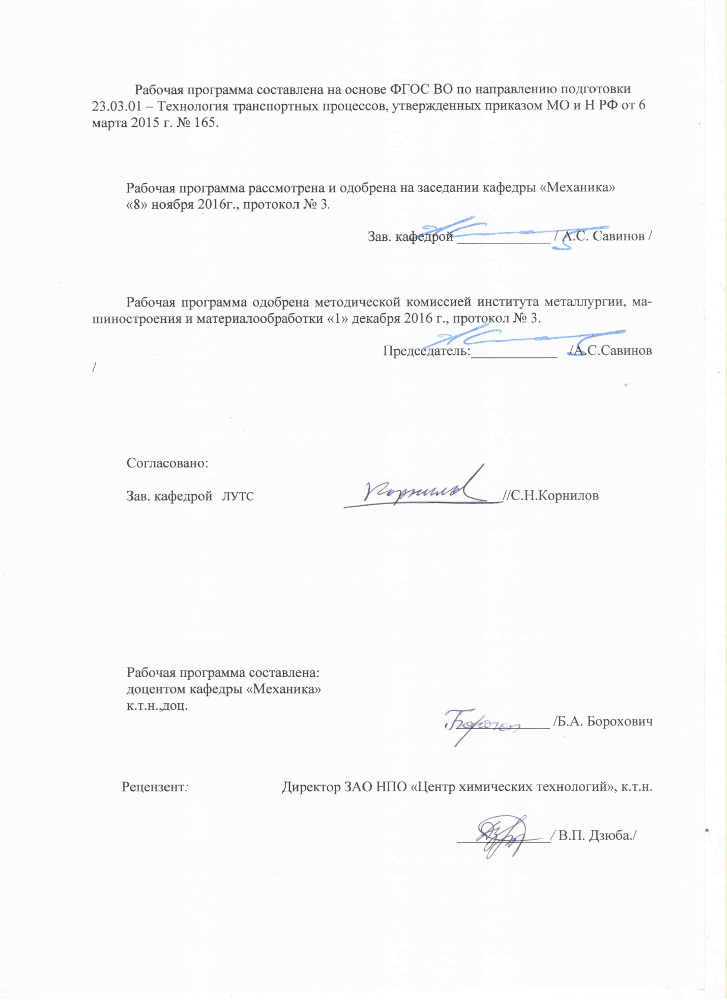 Рабочая программа составлена на основе ФГОС ВО по направлению подготовки
23.03.01 – Технология транспортных процессов, утвержденных приказом МО и Н РФ от 6
марта 2015 г. № 165.
Рабочая программа рассмотрена и одобрена на заседании кафедры «Механика»
«8» ноября 2016г., протокол № 3.
Зав. кафедрой _____________ / А.С. Савинов /
Рабочая программа одобрена методической комиссией института металлургии, ма-
шиностроения и материалообработки «1» декабря 2016 г., протокол № 3.
Председатель:____________ /А.С.Савинов
/
Согласовано:
Зав. кафедрой ЛУТС Корнилов //С.Н.Корнилов
Рабочая программа составлена:
доцентом кафедры «Механика»
к.т.н.,доц.
_____________ /Б.А. Борохович
Рецензент: Директор ЗАО НПО «Центр химических технологий», к.т.н.
_____________/ В.П. Дзюба./